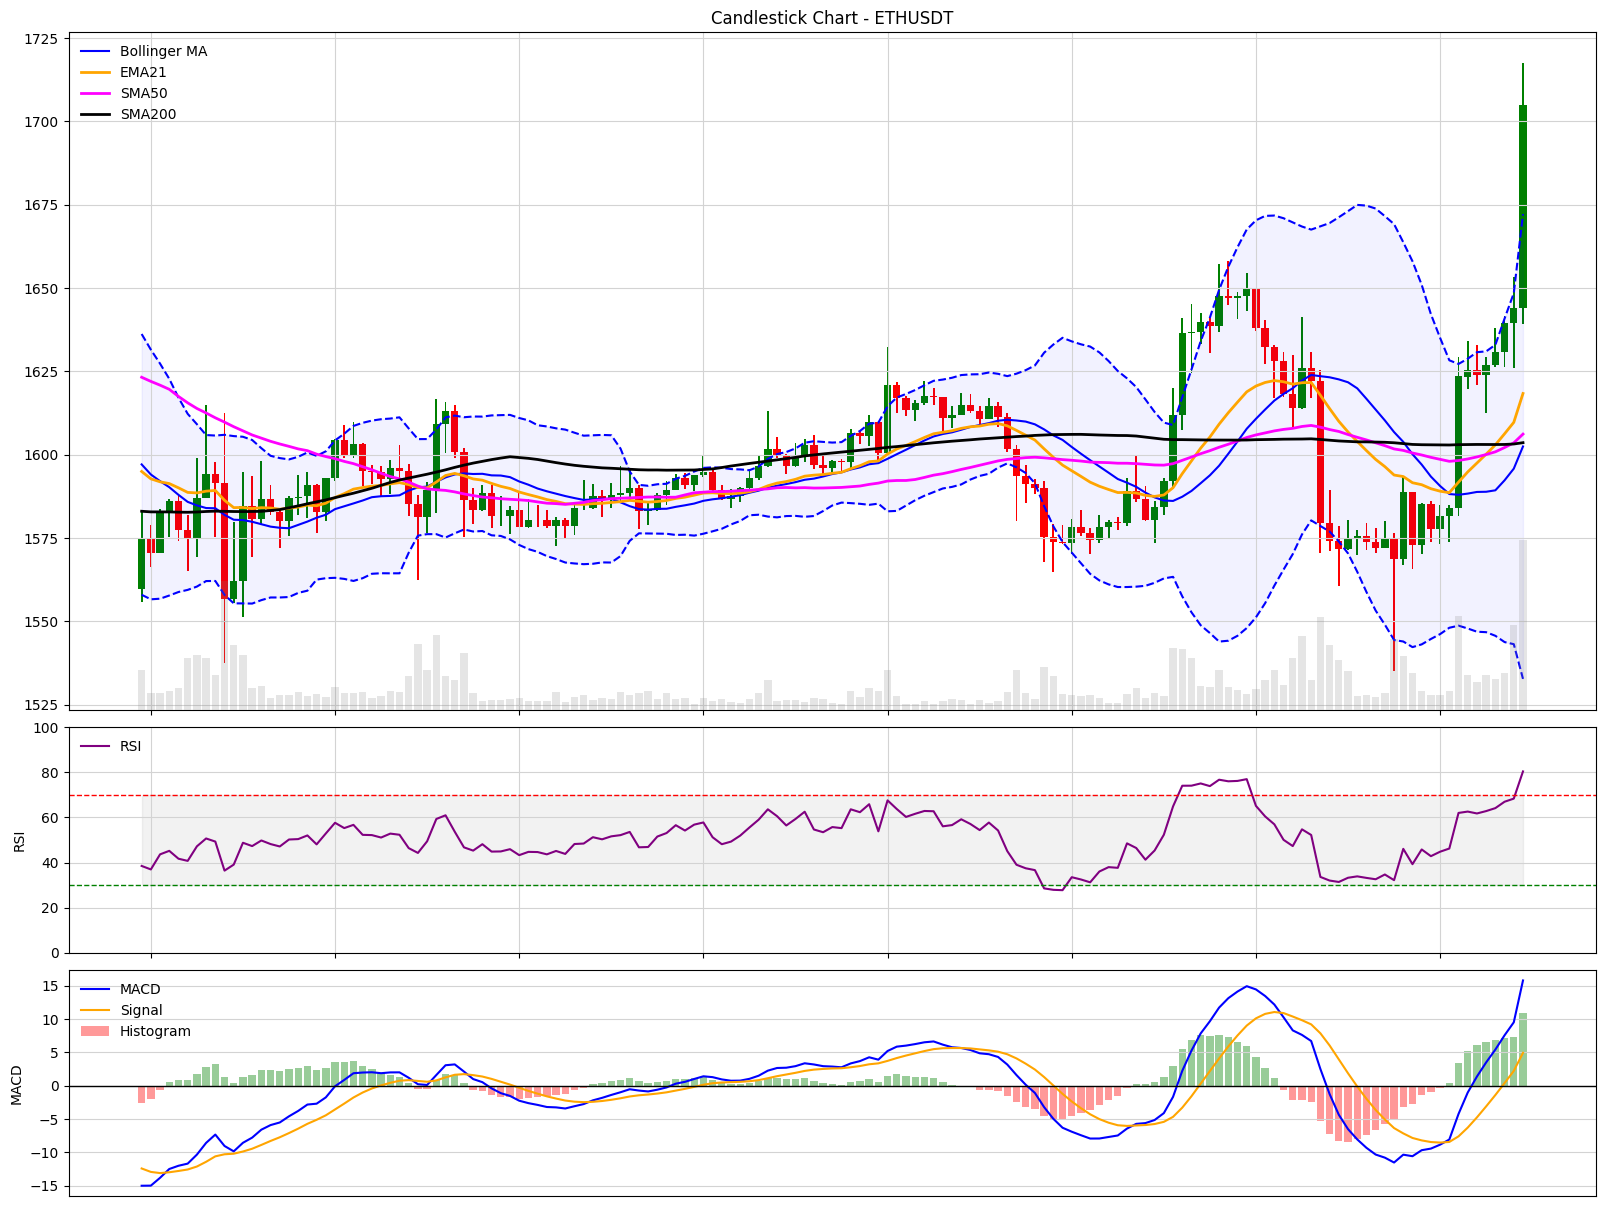 Candlestick Chart - ETHUSDT
Bollinger MA
EMA21
SMA50
SMA200
1725
1700
1675
1650
1625
1600
1575
1550
1525
RSI
RSI
100
80
60
40
20
0
MACD
Signal
Histogram
MACD
15
10
5
0
−5
−10
−15